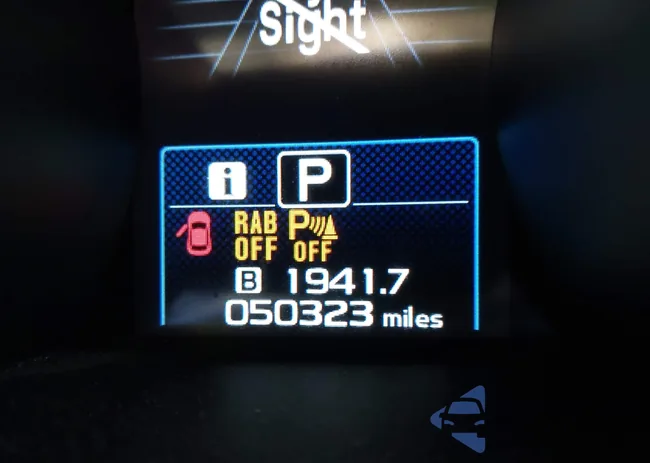 Sight
i P
RAB P
OFF OFF
B 1941.7
050323 miles